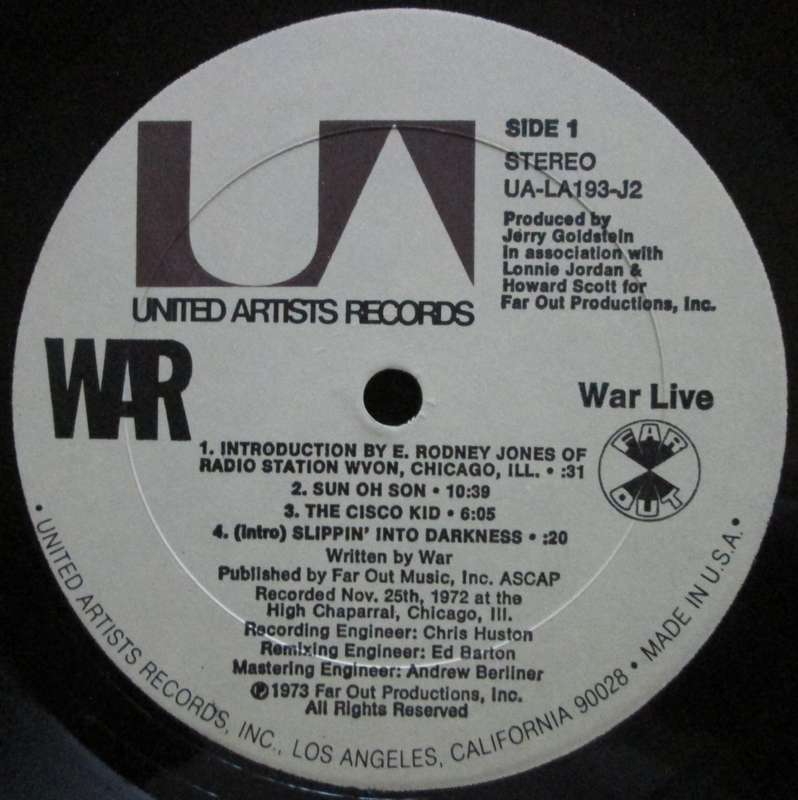 UA
UNITED ARTISTS RECORDS
SIDE 1
STEREO
UA-LA193-J2
Produced by
Jerry Goldstein
in association with
Lonnie Jordan &
Howard Scott for
Far Out Productions, Inc.
WAR
War Live
FAR
OUT
1. INTRODUCTION BY E. RODNEY JONES OF
RADIO STATION WVON, CHICAGO, ILL. • :31
2. SUN OH SON • 10:39
3. THE CISCO KID • 6:05
4. (Intro) SLIPPIN' INTO DARKNESS • :20
Written by War
Published by Far Out Music, Inc. ASCAP
Recorded Nov. 25th, 1972 at the
High Chaparral, Chicago, Ill.
Recording Engineer: Chris Huston
Remixing Engineer: Ed Barton
Mastering Engineer: Andrew Berliner
℗1973 Far Out Productions, Inc.
All Rights Reserved
• UNITED ARTISTS RECORDS, INC., LOS ANGELES, CALIFORNIA 90028 • MADE IN U.S.A. •